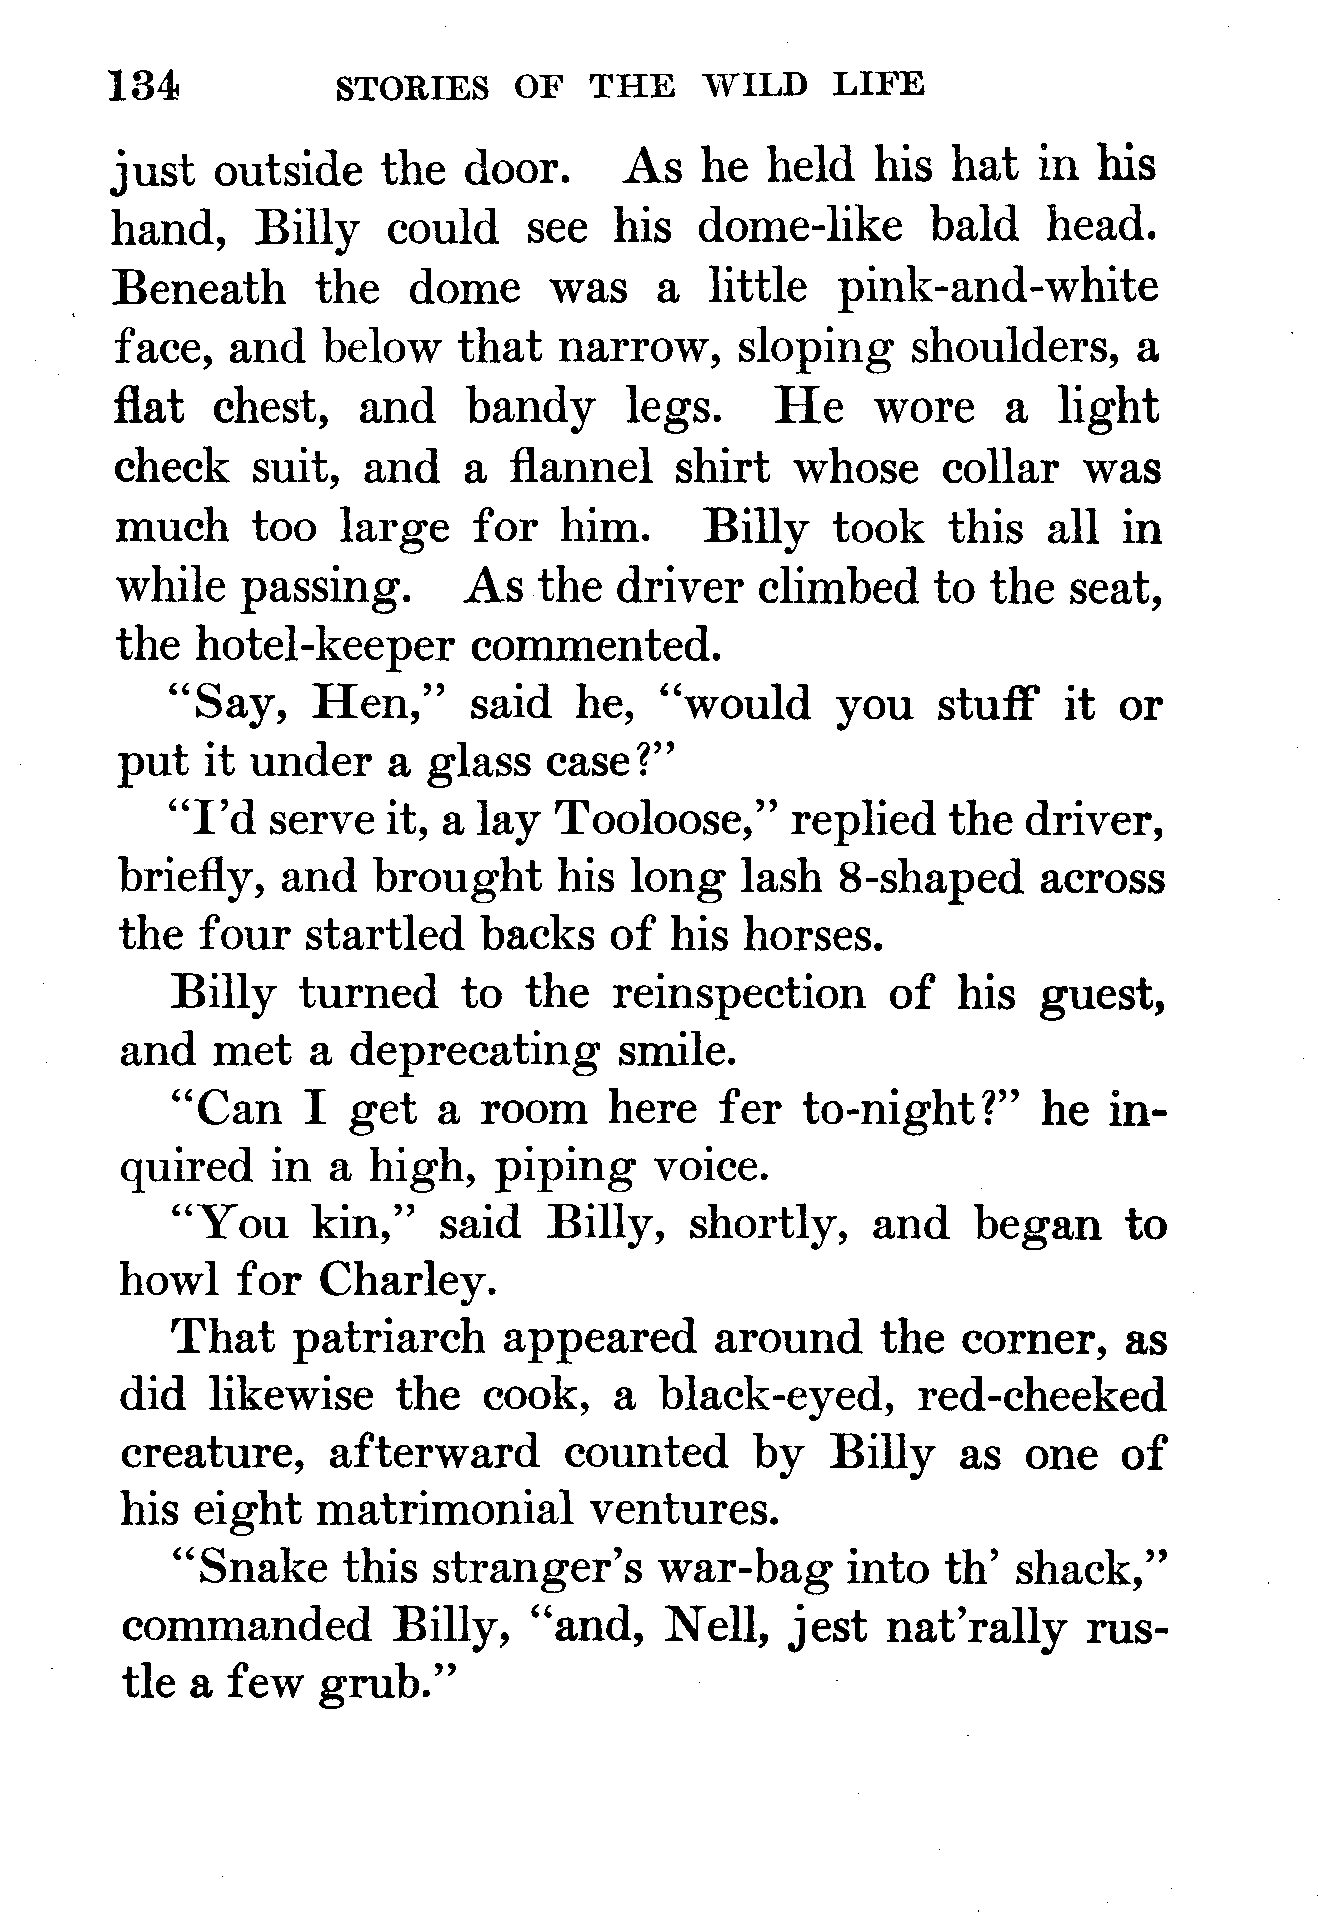 134 STORIES OF THE WILD LIFE
just outside the door. As he held his hat in his
hand, Billy could see his dome-like bald head.
Beneath the dome was a little pink-and-white
face, and below that narrow, sloping shoulders, a
flat chest, and bandy legs. He wore a light
check suit, and a flannel shirt whose collar was
much too large for him. Billy took this all in
while passing. As the driver climbed to the seat,
the hotel-keeper commented.
“Say, Hen,” said he, “would you stuff it or
put it under a glass case?”
“I’d serve it, a lay Tooloose,” replied the driver,
briefly, and brought his long lash 8-shaped across
the four startled backs of his horses.
Billy turned to the reinspection of his guest,
and met a deprecating smile.
“Can I get a room here fer to-night?” he in-
quired in a high, piping voice.
“You kin,” said Billy, shortly, and began to
howl for Charley.
That patriarch appeared around the corner, as
did likewise the cook, a black-eyed, red-cheeked
creature, afterward counted by Billy as one of
his eight matrimonial ventures.
“Snake this stranger’s war-bag into th’ shack,”
commanded Billy, “and, Nell, jest nat’rally rus-
tle a few grub.”